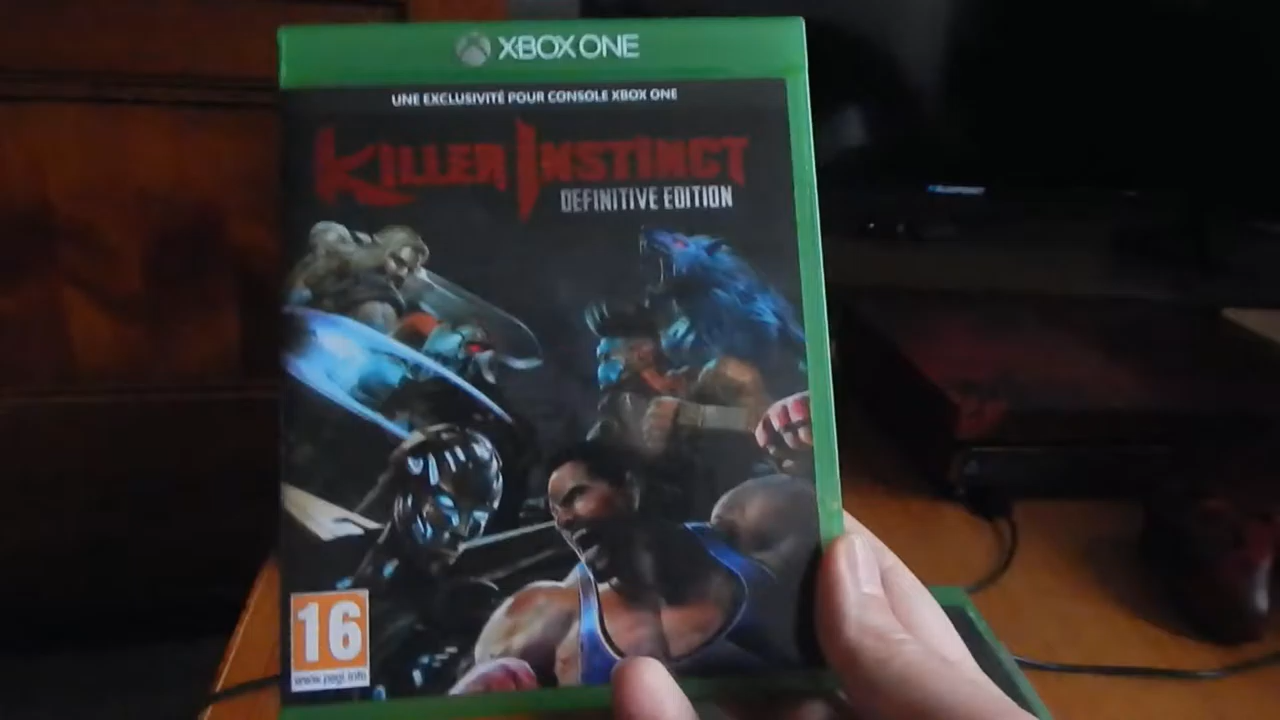 XBOX ONE
UNE EXCLUSIVITÉ POUR CONSOLE XBOX ONE
KILLER INSTINCT
DEFINITIVE EDITION
16
www.pegi.info